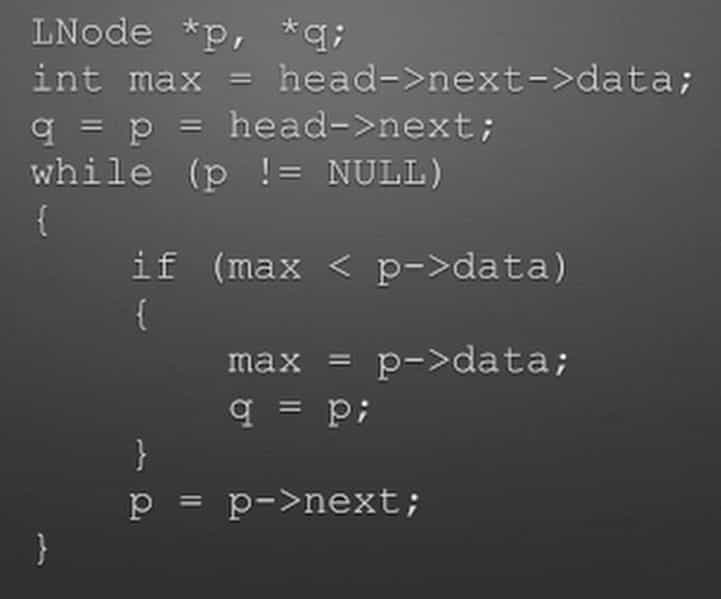 LNode *p, *q;
int max = head->next->data;
q = p = head->next;
while (p != NULL)
{
    if (max < p->data)
    {
        max = p->data;
        q = p;
    }
    p = p->next;
}